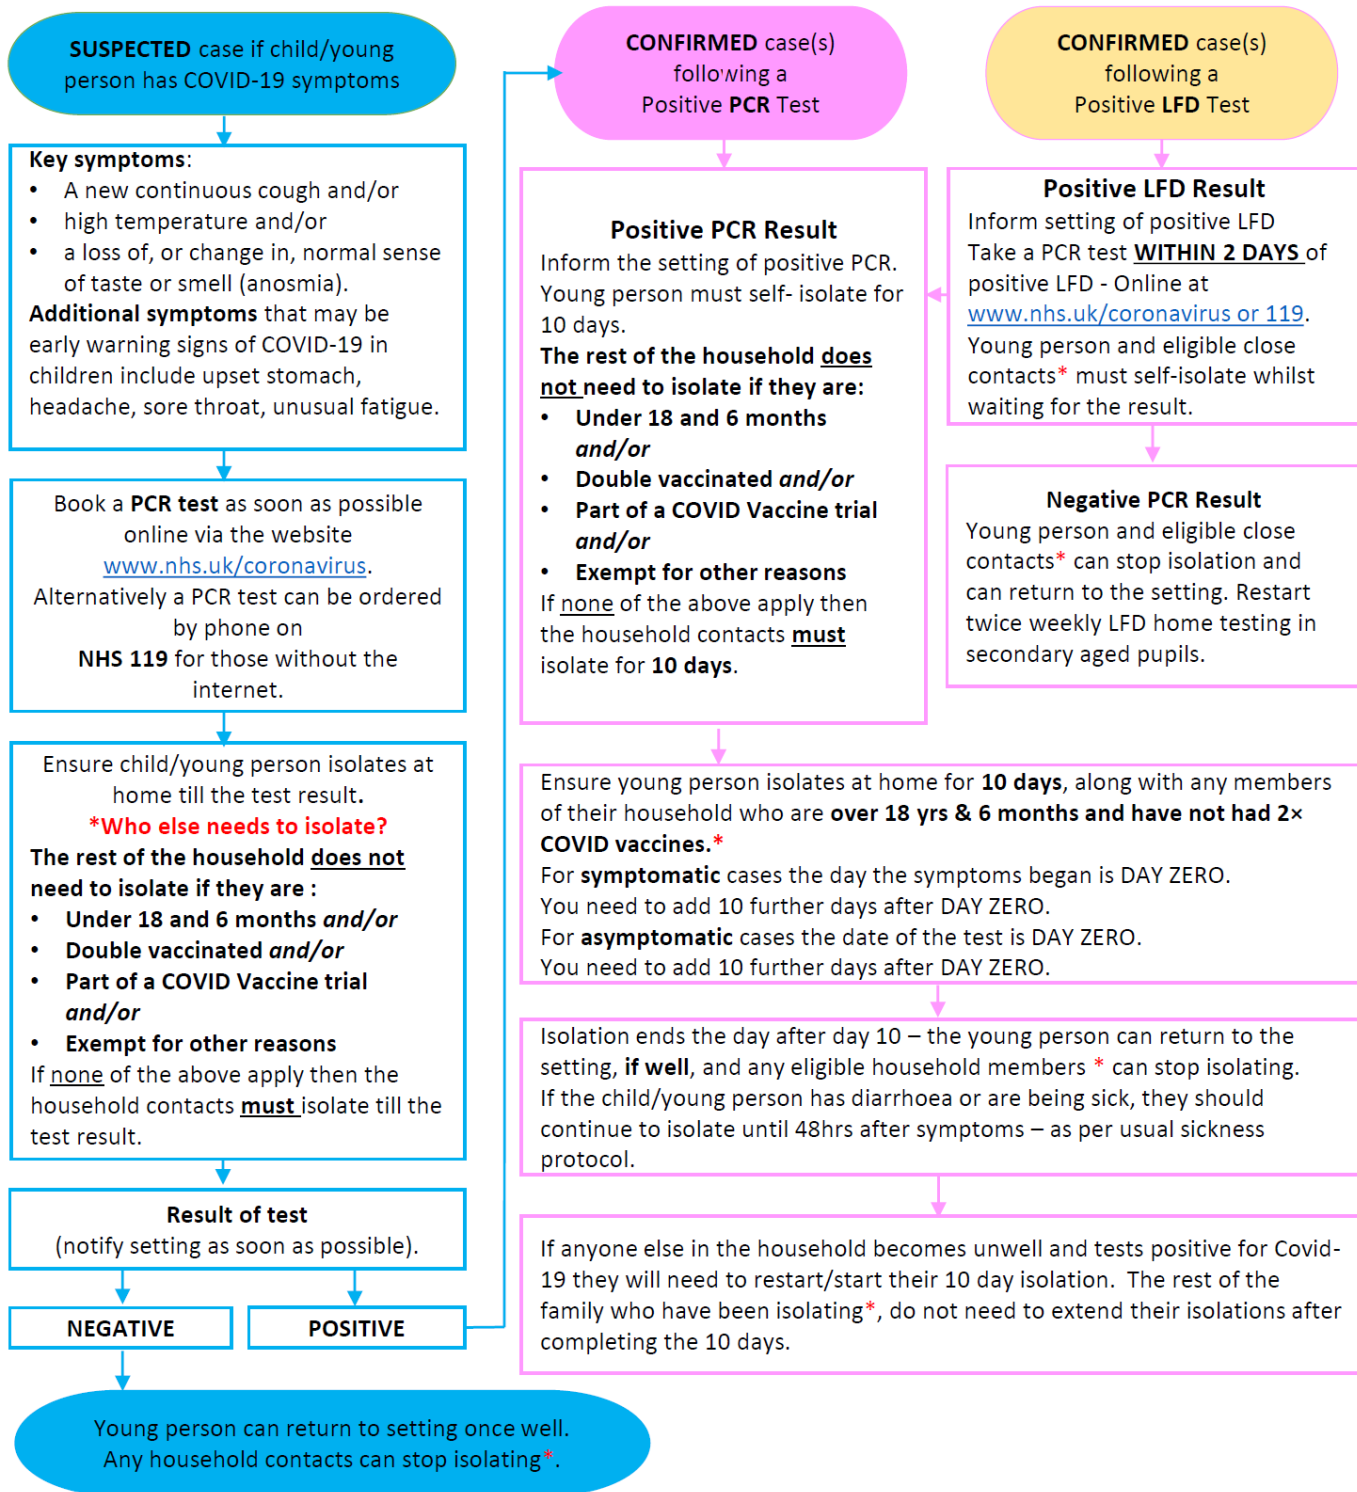 SUSPECTED case if child/young
person has COVID-19 symptoms
Key symptoms:
• A new continuous cough and/or
• high temperature and/or
• a loss of, or change in, normal sense
of taste or smell (anosmia).
Additional symptoms that may be
early warning signs of COVID-19 in
children include upset stomach,
headache, sore throat, unusual fatigue.
Book a PCR test as soon as possible
online via the website
www.nhs.uk/coronavirus.
Alternatively a PCR test can be ordered
by phone on
NHS 119 for those without the
internet.
Ensure child/young person isolates at
home till the test result.
*Who else needs to isolate?
The rest of the household does not
need to isolate if they are :
• Under 18 and 6 months and/or
• Double vaccinated and/or
• Part of a COVID Vaccine trial
and/or
• Exempt for other reasons
If none of the above apply then the
household contacts must isolate till the
test result.
Result of test
(notify setting as soon as possible).
NEGATIVE
POSITIVE
Young person can return to setting once well.
Any household contacts can stop isolating*.
CONFIRMED case(s)
following a
Positive PCR Test
Positive PCR Result
Inform the setting of positive PCR.
Young person must self- isolate for
10 days.
The rest of the household does
not need to isolate if they are:
• Under 18 and 6 months
and/or
• Double vaccinated and/or
• Part of a COVID Vaccine trial
and/or
• Exempt for other reasons
If none of the above apply then
the household contacts must
isolate for 10 days.
CONFIRMED case(s)
following a
Positive LFD Test
Positive LFD Result
Inform setting of positive LFD
Take a PCR test WITHIN 2 DAYS of
positive LFD - Online at
www.nhs.uk/coronavirus or 119.
Young person and eligible close
contacts* must self-isolate whilst
waiting for the result.
Negative PCR Result
Young person and eligible close
contacts* can stop isolation and
can return to the setting. Restart
twice weekly LFD home testing in
secondary aged pupils.
Ensure young person isolates at home for 10 days, along with any members
of their household who are over 18 yrs & 6 months and have not had 2×
COVID vaccines.*
For symptomatic cases the day the symptoms began is DAY ZERO.
You need to add 10 further days after DAY ZERO.
For asymptomatic cases the date of the test is DAY ZERO.
You need to add 10 further days after DAY ZERO.
Isolation ends the day after day 10 – the young person can return to the
setting, if well, and any eligible household members * can stop isolating.
If the child/young person has diarrhoea or are being sick, they should
continue to isolate until 48hrs after symptoms – as per usual sickness
protocol.
If anyone else in the household becomes unwell and tests positive for Covid-
19 they will need to restart/start their 10 day isolation. The rest of the
family who have been isolating*, do not need to extend their isolations after
completing the 10 days.